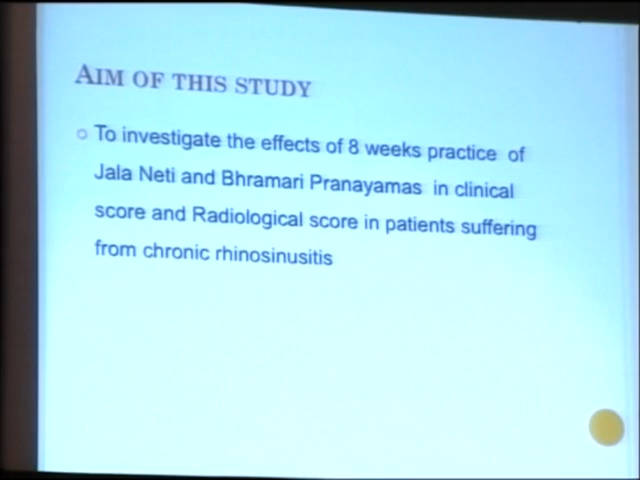 AIM OF THIS STUDY
To investigate the effects of 8 weeks practice of
Jala Neti and Bhramari Pranayamas in clinical
score and Radiological score in patients suffering
from chronic rhinosinusitis